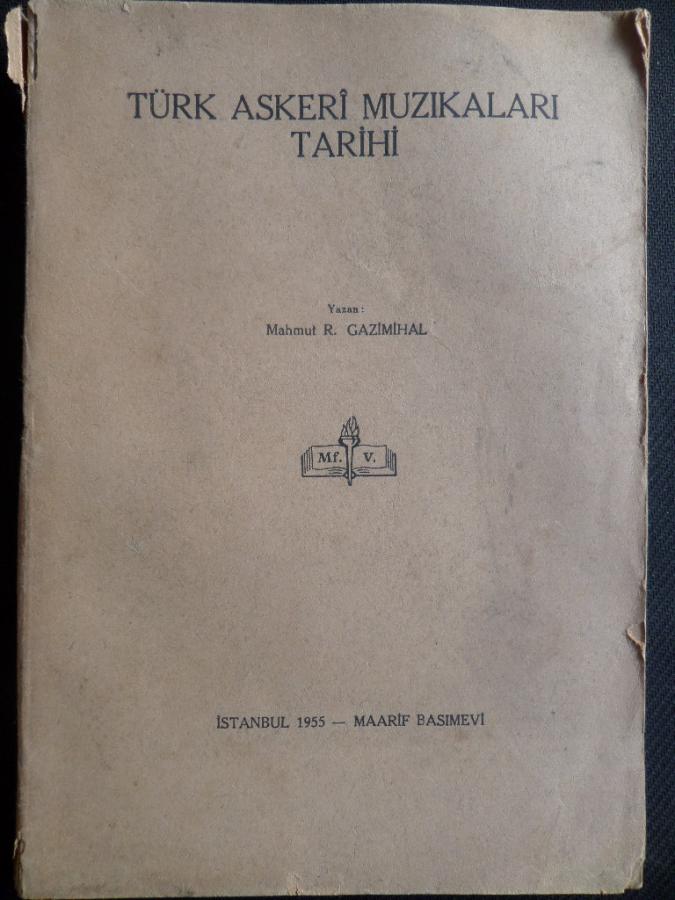 TÜRK ASKERÎ MUZIKALARI
TARİHİ
Yazan :
Mahmut R. GAZİMİHAL
Mf. V.
İSTANBUL 1955 — MAARİF BASIMEVİ